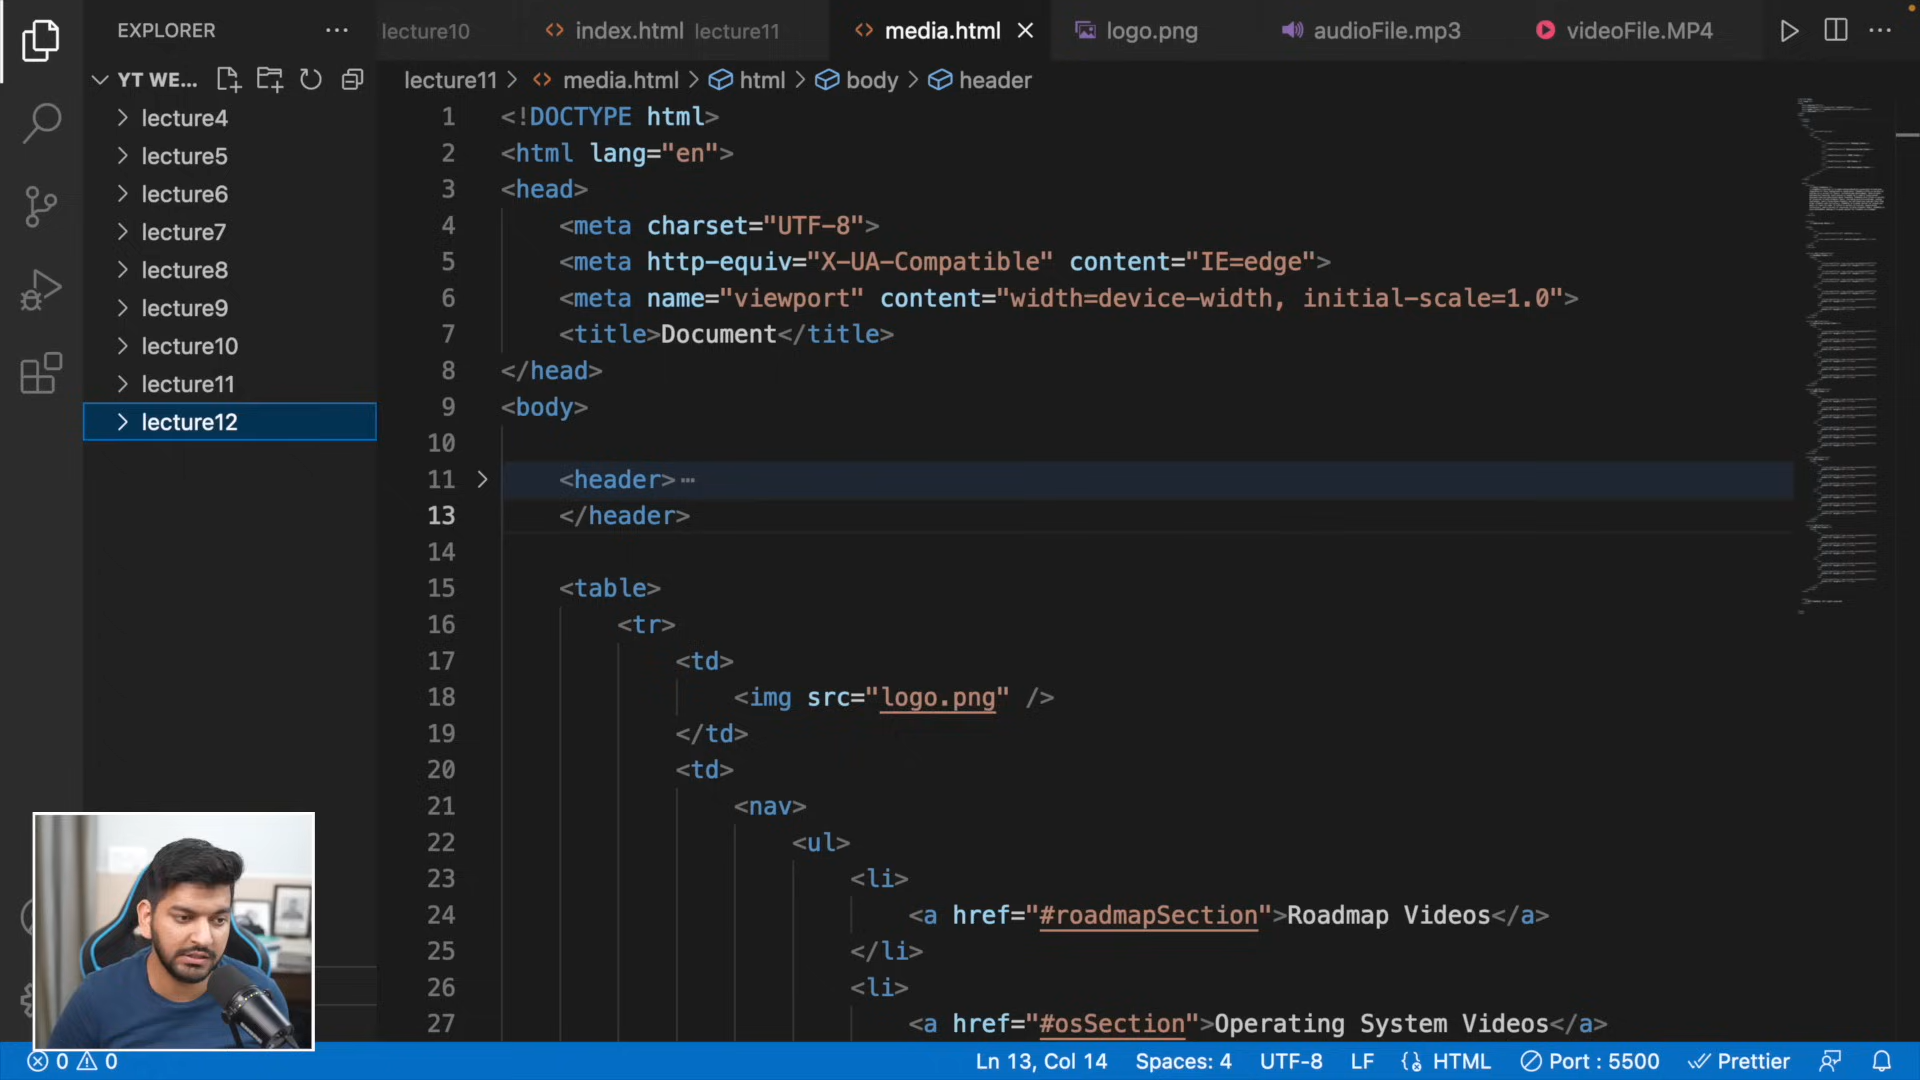 EXPLORER
lecture10
index.html lecture11
media.html
logo.png
audioFile.mp3
videoFile.MP4
YT WE...
lecture11 > media.html > html > body > header
lecture4
lecture5
lecture6
lecture7
lecture8
lecture9
lecture10
lecture11
lecture12
1 <!DOCTYPE html>
2 <html lang="en">
3 <head>
4 <meta charset="UTF-8">
5 <meta http-equiv="X-UA-Compatible" content="IE=edge">
6 <meta name="viewport" content="width=device-width, initial-scale=1.0">
7 <title>Document</title>
8 </head>
9 <body>
10
11 <header>…
13 </header>
14
15 <table>
16 <tr>
17 <td>
18 <img src="logo.png" />
19 </td>
20 <td>
21 <nav>
22 <ul>
23 <li>
24 <a href="#roadmapSection">Roadmap Videos</a>
25 </li>
26 <li>
27 <a href="#osSection">Operating System Videos</a>
0 0 Ln 13, Col 14 Spaces: 4 UTF-8 LF HTML Port : 5500 Prettier